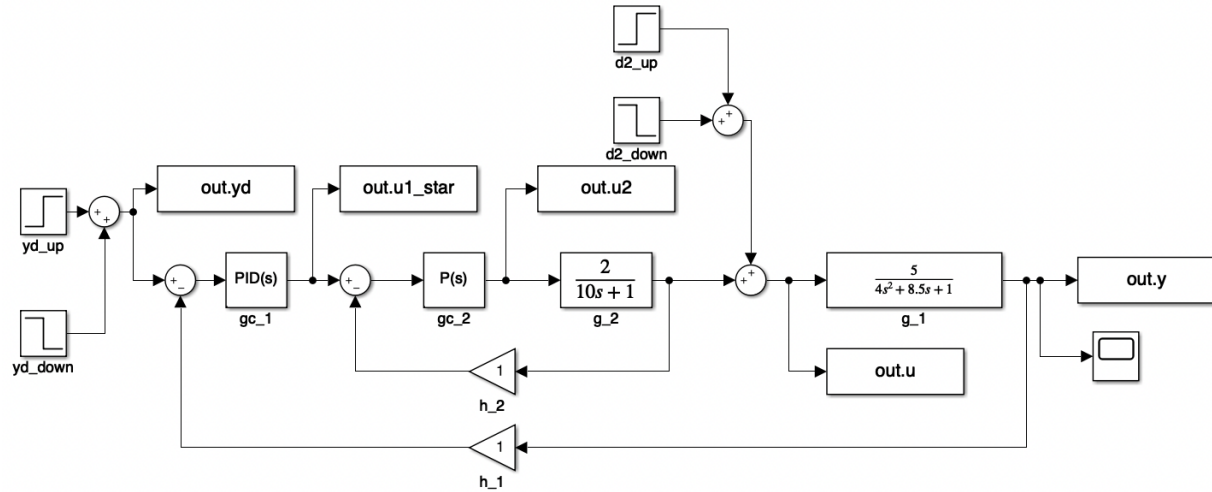 d2_up
d2_down
+
+
out.yd
out.u1_star
out.u2
yd_up
+
+
+
−
PID(s)
gc_1
+
−
P(s)
gc_2
2
10s + 1
g_2
+
+
5
4s² + 8.5s + 1
g_1
out.y
yd_down
1
h_2
out.u
1
h_1